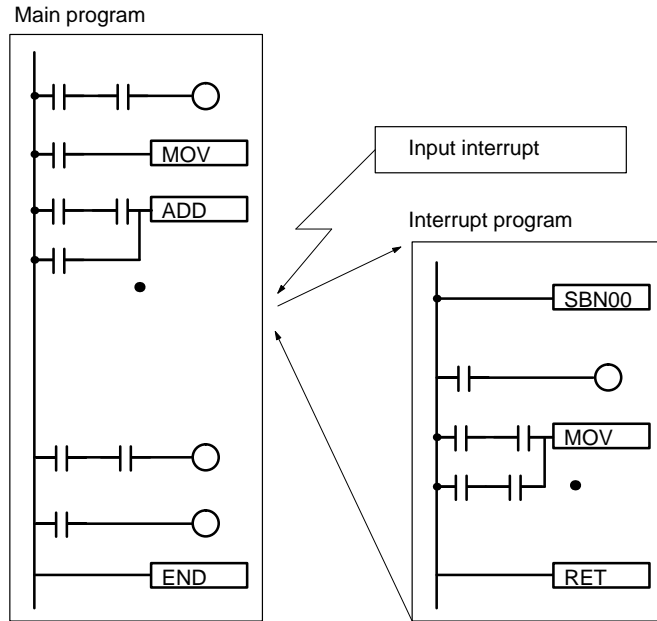 Main program
MOV
ADD
END
Input interrupt
Interrupt program
SBN00
MOV
RET